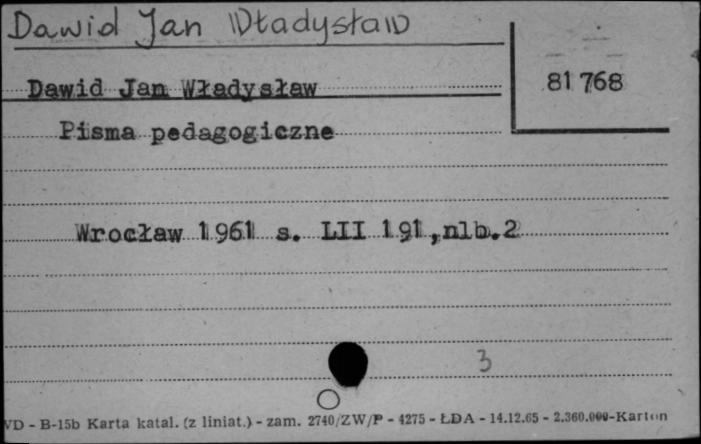 Dawid Jan Władysław
81 768
Dawid Jan Władysław
Pisma pedagogiczne
Wrocław 1961 s. LII 191,nlb.2
3
VD - B-15b Karta katal. (z liniat.) - zam. 2740/ZW/P - 4275 - ŁDA - 14.12.65 - 2.360.000-Karton